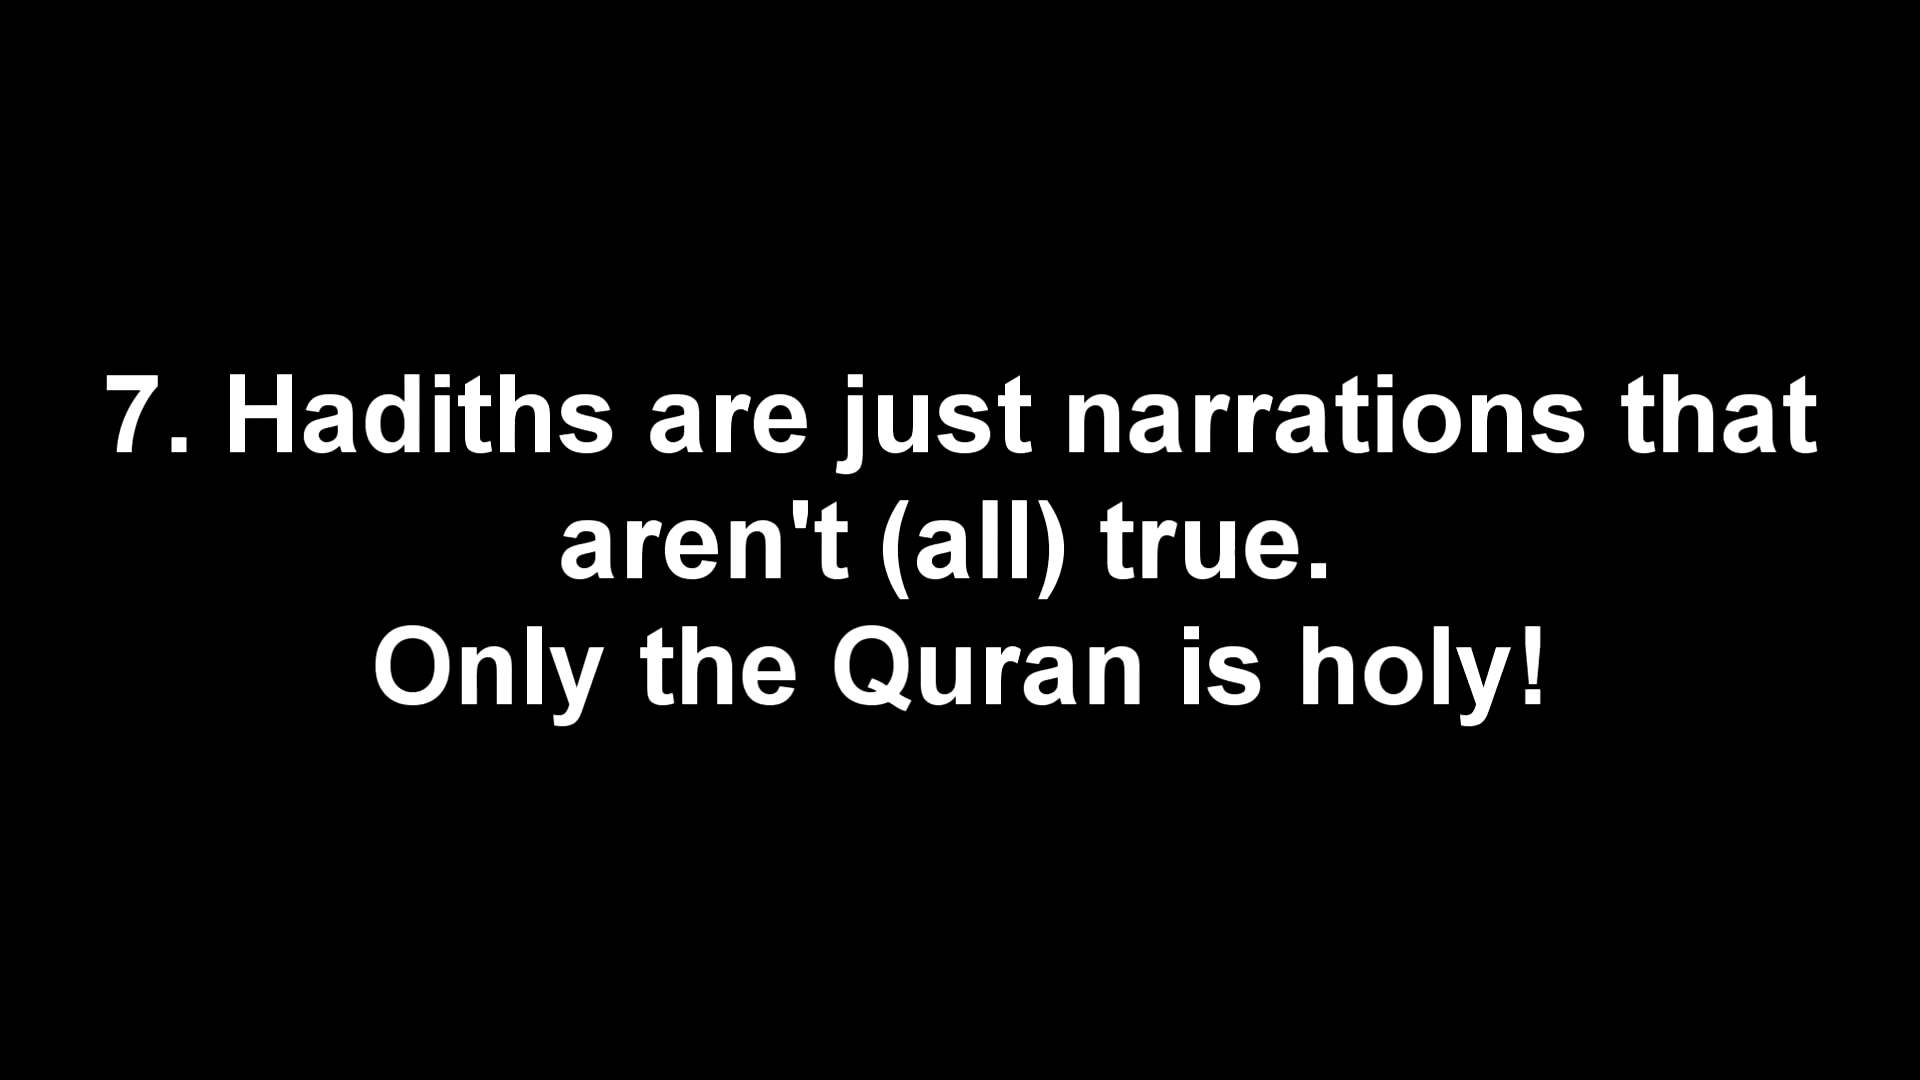 7. Hadiths are just narrations that
aren't (all) true.
Only the Quran is holy!